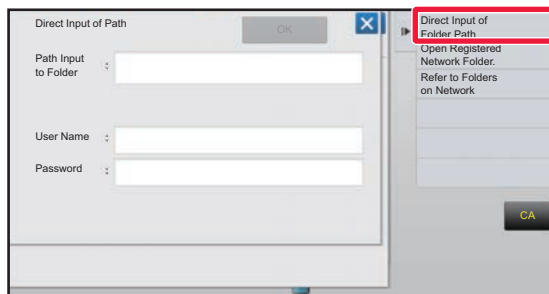 Direct Input of Path
OK
Path Input
to Folder :
User Name :
Password :
Direct Input of
Folder Path
Open Registered
Network Folder.
Refer to Folders
on Network
CA